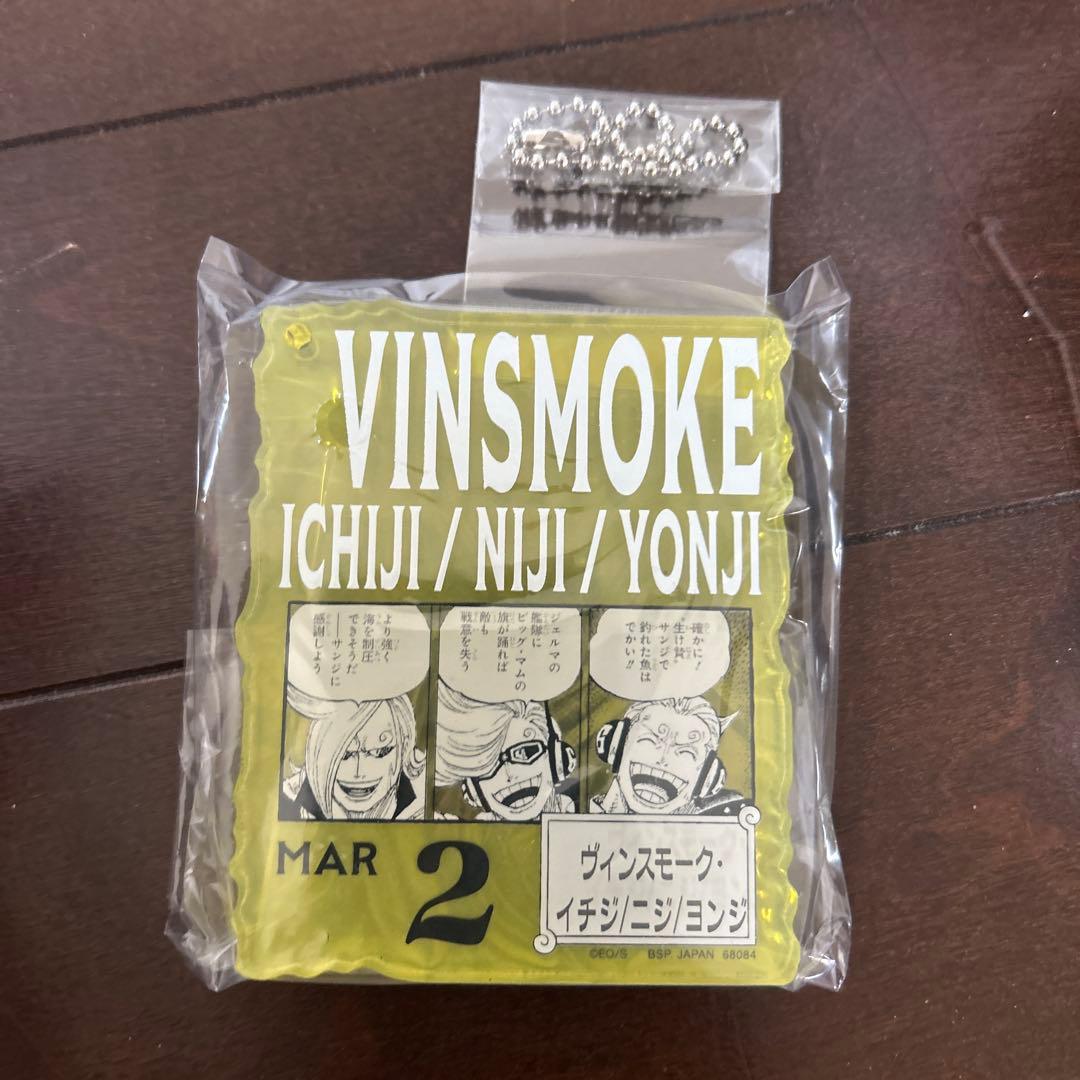 VINSMOKE
ICHIJI / NIJI / YONJI
確かに!
生け贄
サンジで
釣れた魚は
でかい!!
ジェルマの
艦隊に
ビッグ・マムの
旗が踊れば
敵も
戦意を失う
より強く
海を制圧
できそうだ
――サンジに
感謝しよう
MAR 2
ヴィンスモーク・
イチジ/ニジ/ヨンジ
©EO/S BSP JAPAN 68084